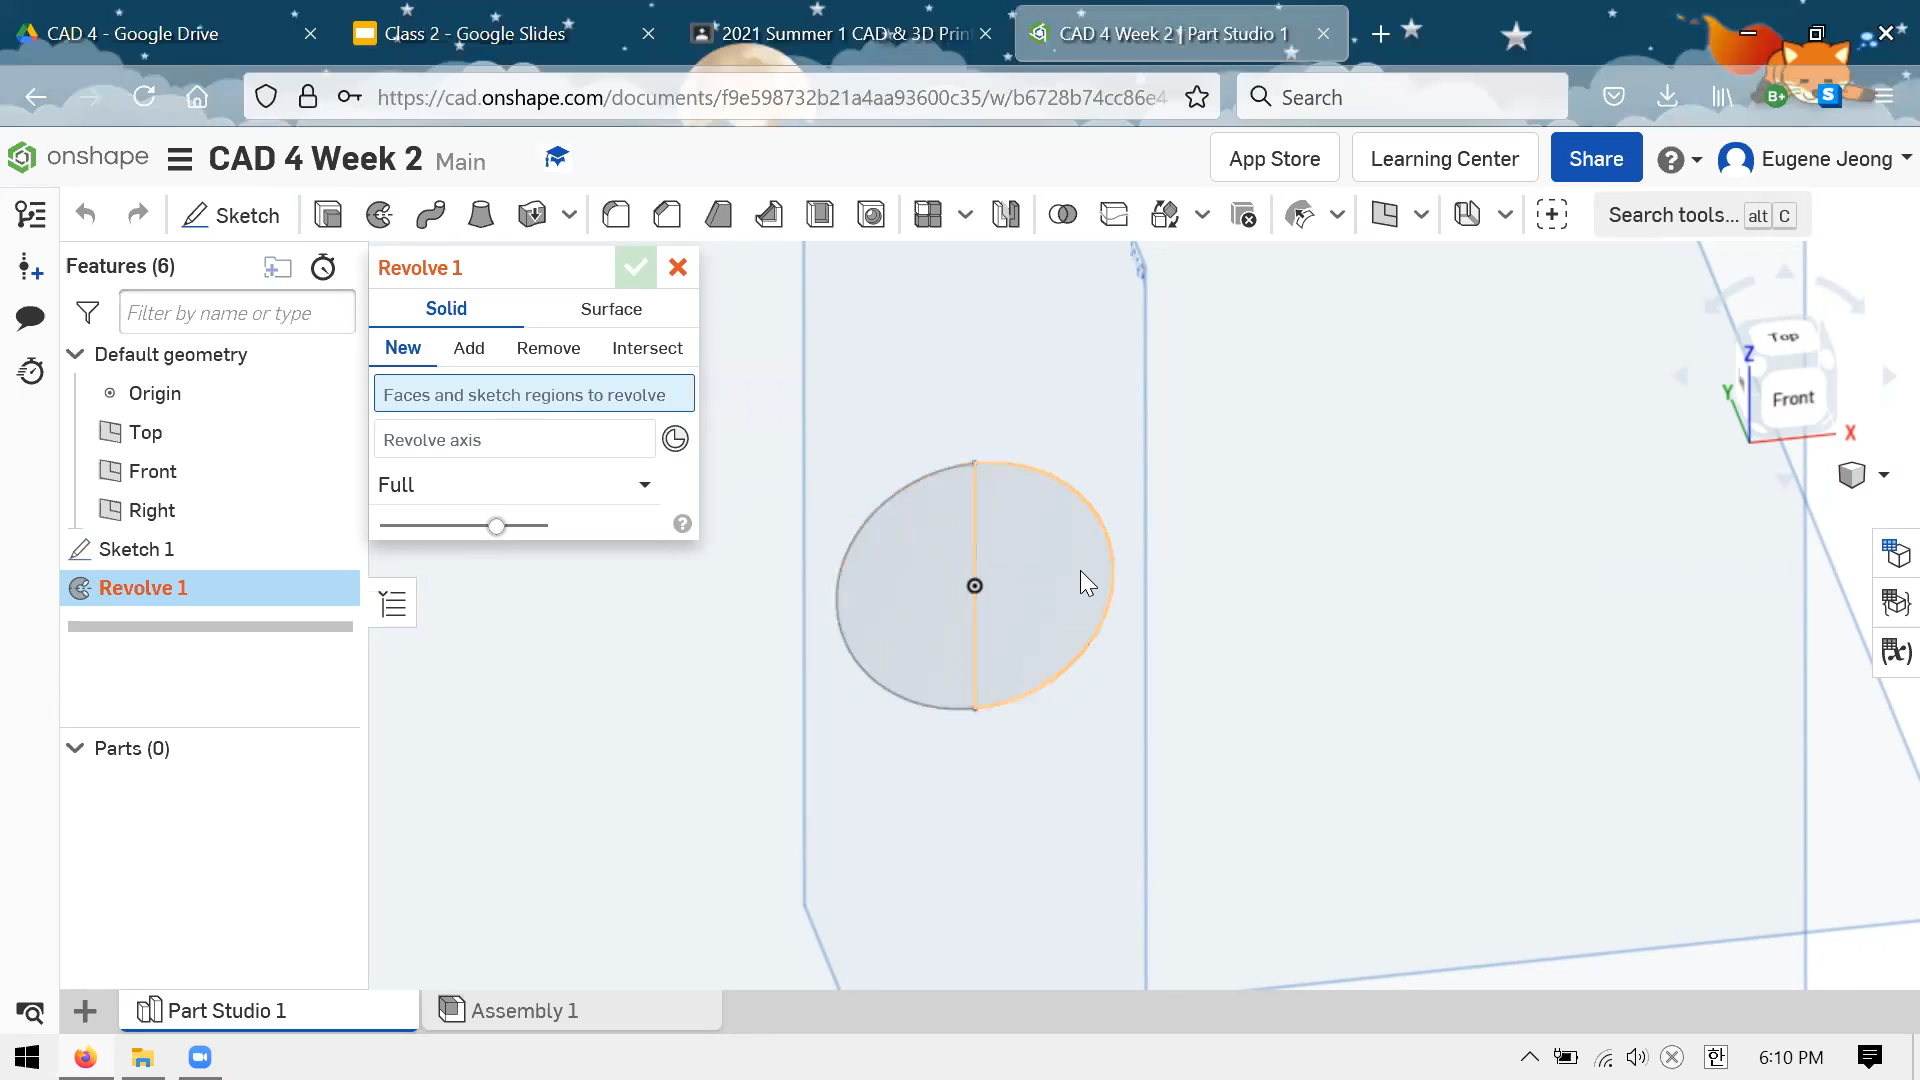 CAD 4 - Google Drive
Class 2 - Google Slides
2021 Summer 1 CAD & 3D Prin
CAD 4 Week 2 | Part Studio 1
https://cad.onshape.com/documents/f9e598732b21a4aa93600c35/w/b6728b74cc86e4
Search
B+
S
onshape
CAD 4 Week 2 Main
App Store
Learning Center
Share
Eugene Jeong
Sketch
Search tools... alt C
Features (6)
Filter by name or type
Default geometry
Origin
Top
Front
Right
Sketch 1
Revolve 1
Parts (0)
Revolve 1
Solid
Surface
New
Add
Remove
Intersect
Faces and sketch regions to revolve
Revolve axis
Full
Top
Z
Y
Front
X
(x)
Part Studio 1
Assembly 1
한
6:10 PM